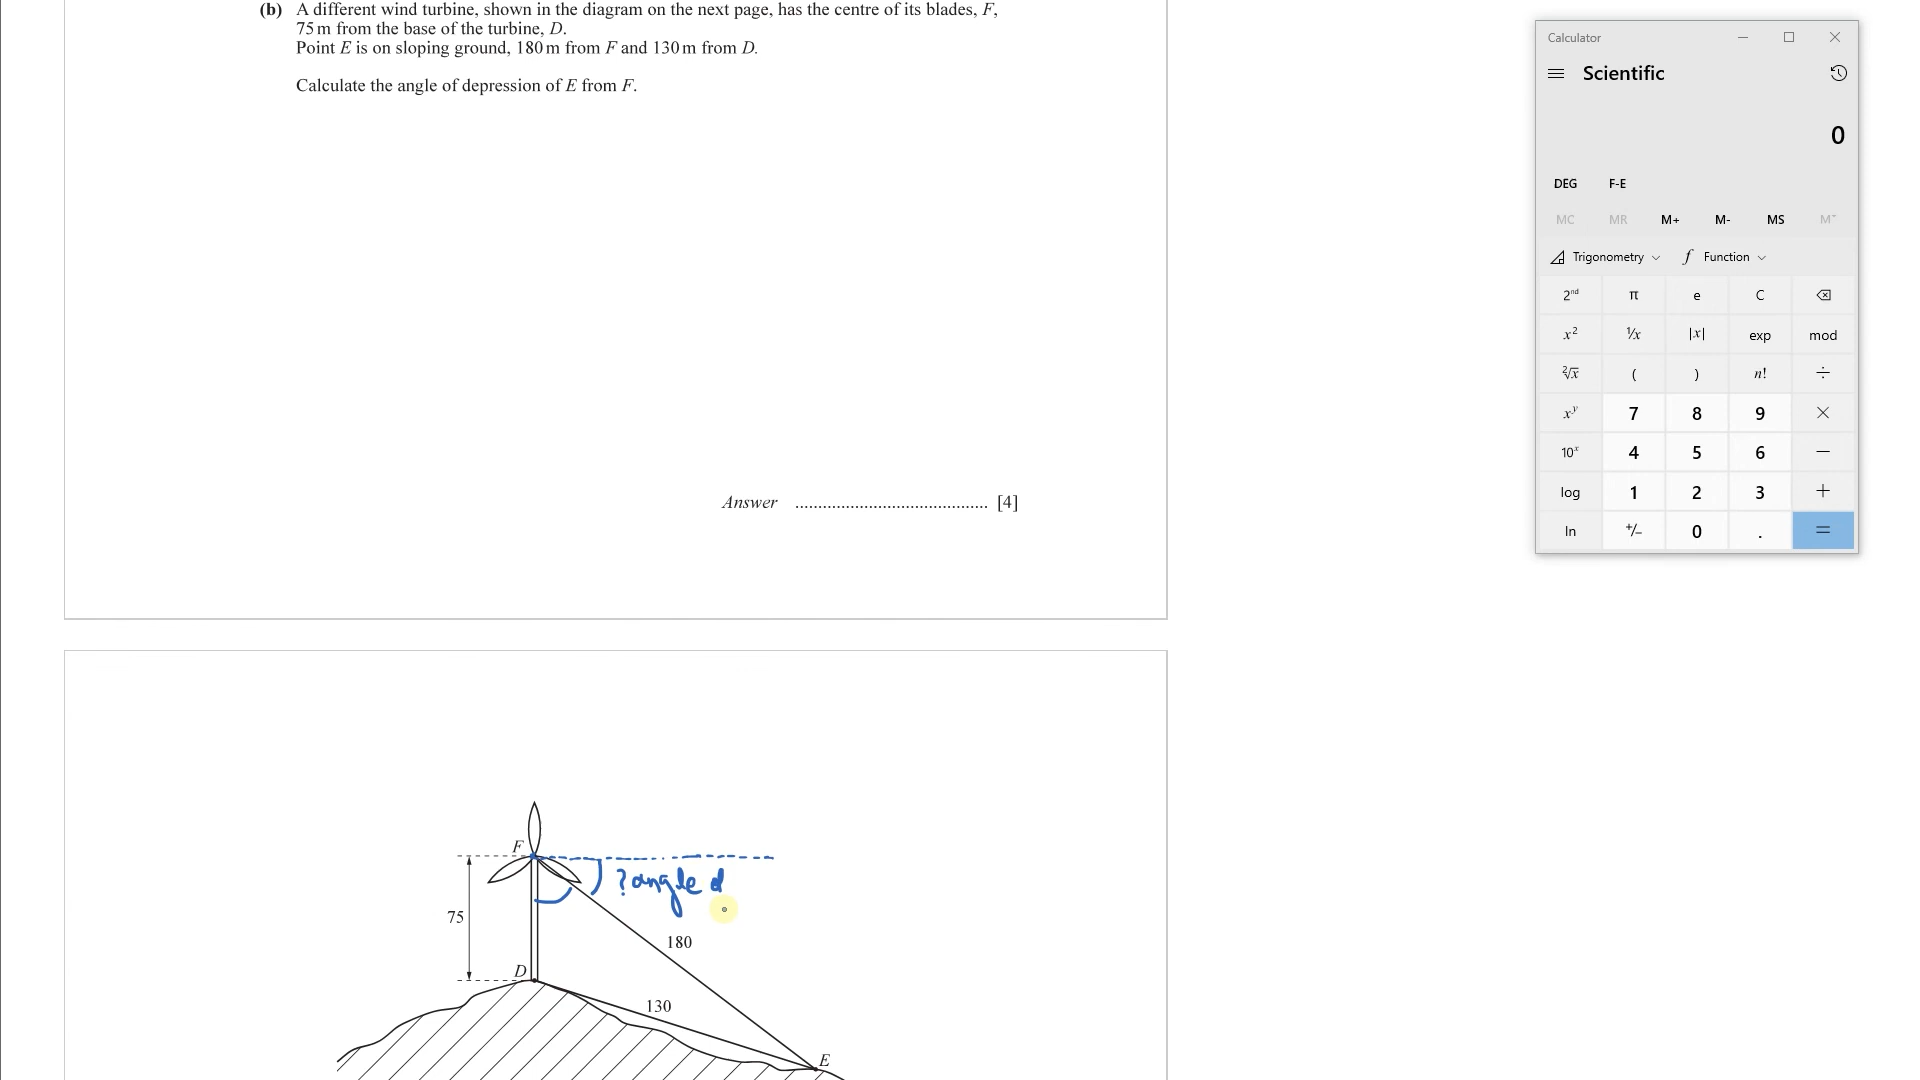 (b) A different wind turbine, shown in the diagram on the next page, has the centre of its blades, F,
75 m from the base of the turbine, D.
Point E is on sloping ground, 180 m from F and 130 m from D.
Calculate the angle of depression of E from F.
Answer .......................................... [4]
F
? angle d
75
180
D
130
E
Calculator
Scientific
0
DEG F-E
MC MR M+ M- MS M˅
Trigonometry f Function
2ⁿᵈ π e C
x² ⅟x |x| exp mod
²√x ( ) n! ÷
xʸ 7 8 9 ×
10ˣ 4 5 6 −
log 1 2 3 +
ln +/− 0 . =